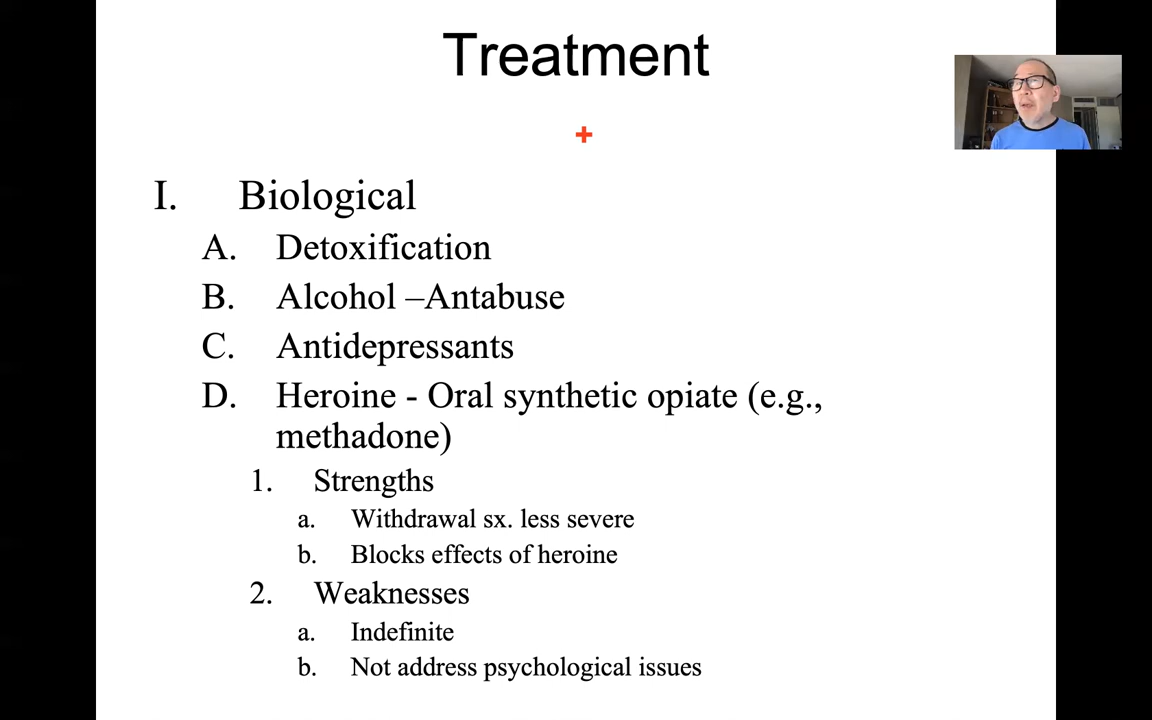 Treatment
I. Biological
A. Detoxification
B. Alcohol –Antabuse
C. Antidepressants
D. Heroine - Oral synthetic opiate (e.g.,
methadone)
1. Strengths
a. Withdrawal sx. less severe
b. Blocks effects of heroine
2. Weaknesses
a. Indefinite
b. Not address psychological issues